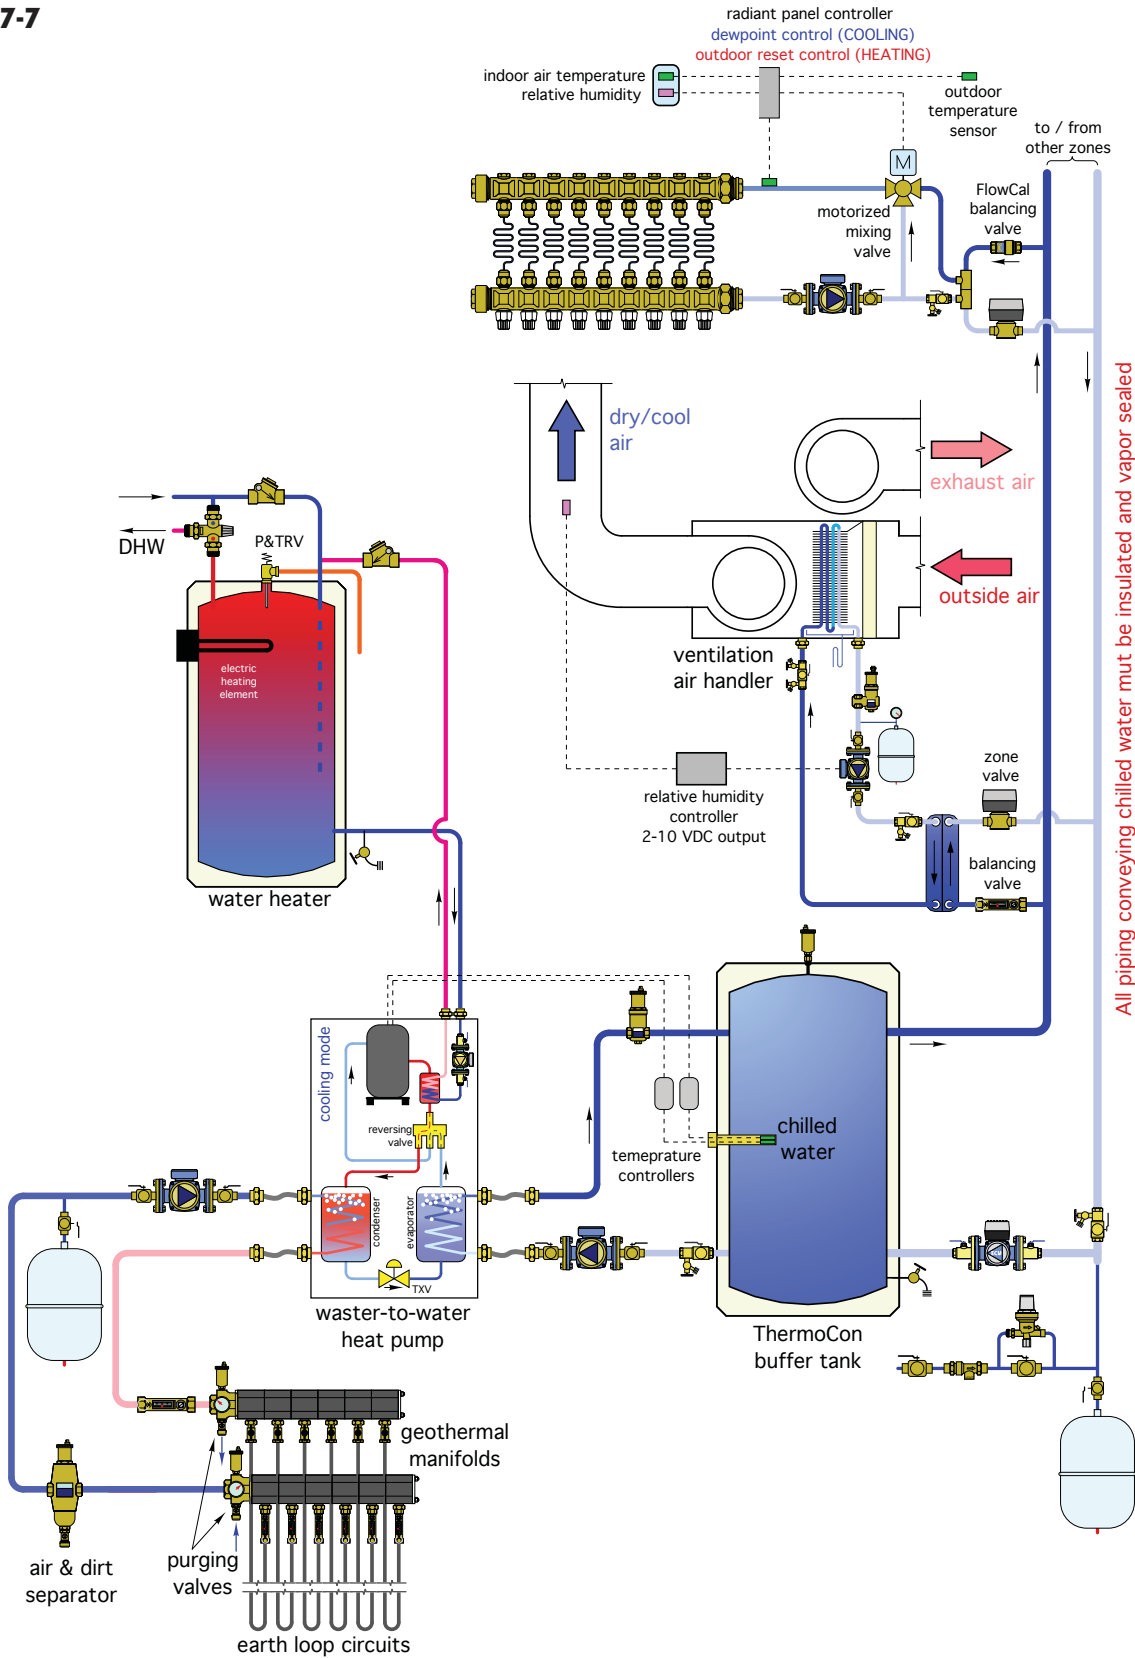 7-7
radiant panel controller
dewpoint control (COOLING)
outdoor reset control (HEATING)
indoor air temperature
relative humidity
outdoor
temperature
sensor
to / from
other zones
M
motorized
mixing
valve
FlowCal
balancing
valve
dry/cool
air
exhaust air
outside air
ventilation
air handler
All piping conveying chilled water mut be insulated and vapor sealed
DHW
P&TRV
electric
heating
element
water heater
zone
valve
relative humidity
controller
2-10 VDC output
balancing
valve
cooling mode
reversing
valve
condenser
evaporator
TXV
waster-to-water
heat pump
temeprature
controllers
chilled
water
ThermoCon
buffer tank
geothermal
manifolds
purging
valves
air & dirt
separator
earth loop circuits